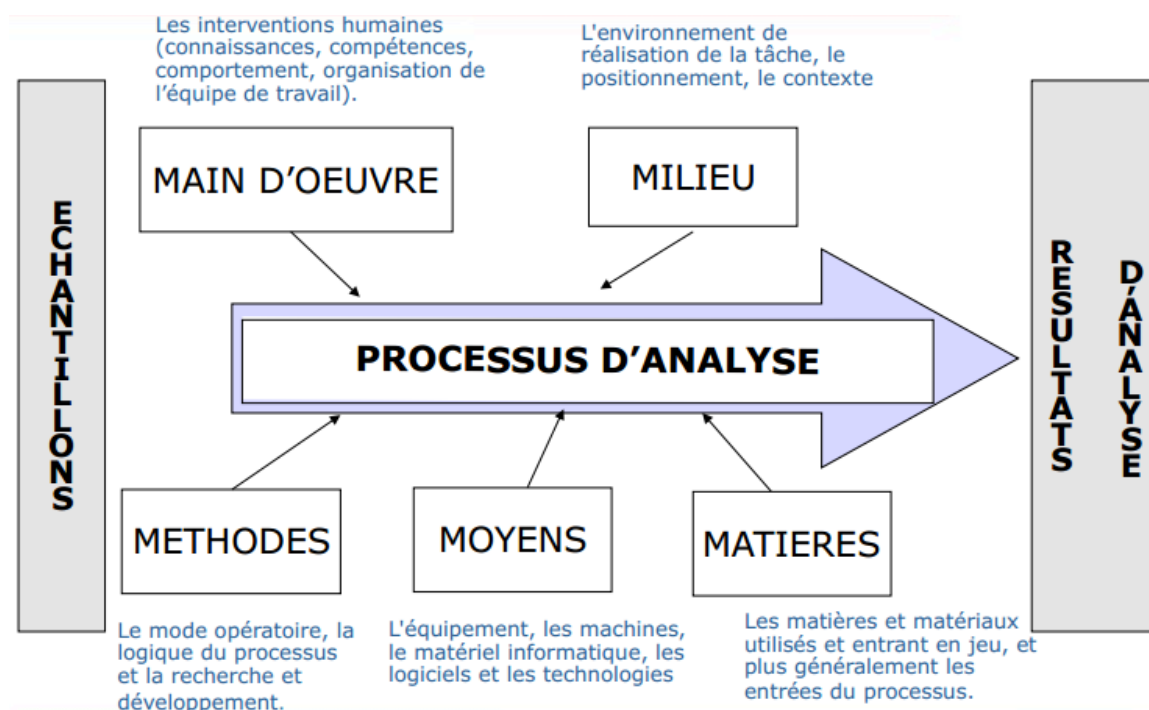 Les interventions humaines
(connaissances, compétences,
comportement, organisation de
l’équipe de travail).
L'environnement de
réalisation de la tâche, le
positionnement, le contexte
MAIN D’OEUVRE
MILIEU
ECHANTILLONS
PROCESSUS D’ANALYSE
RESULTATS
D’ANALYSE
METHODES
MOYENS
MATIERES
Le mode opératoire, la
logique du processus
et la recherche et
développement.
L'équipement, les machines,
le matériel informatique, les
logiciels et les technologies
Les matières et matériaux
utilisés et entrant en jeu, et
plus généralement les
entrées du processus.